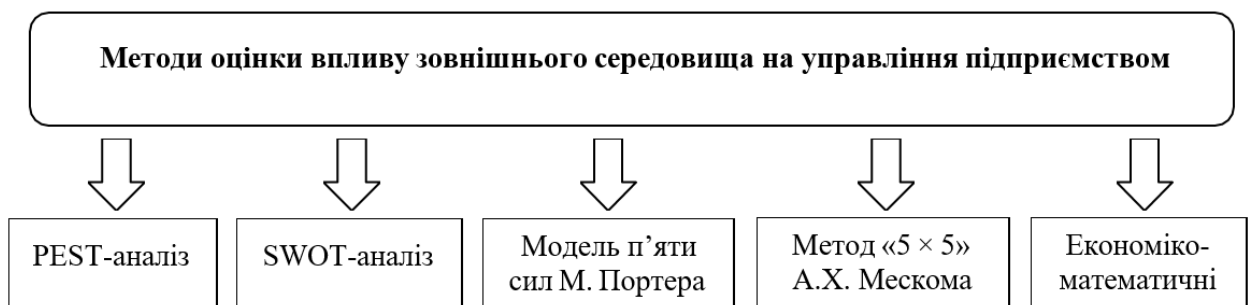 Методи оцінки впливу зовнішнього середовища на управління підприємством
PEST-аналіз
SWOT-аналіз
Модель п’яти
сил М. Портера
Метод «5 × 5»
А.Х. Мескома
Економіко-
математичні